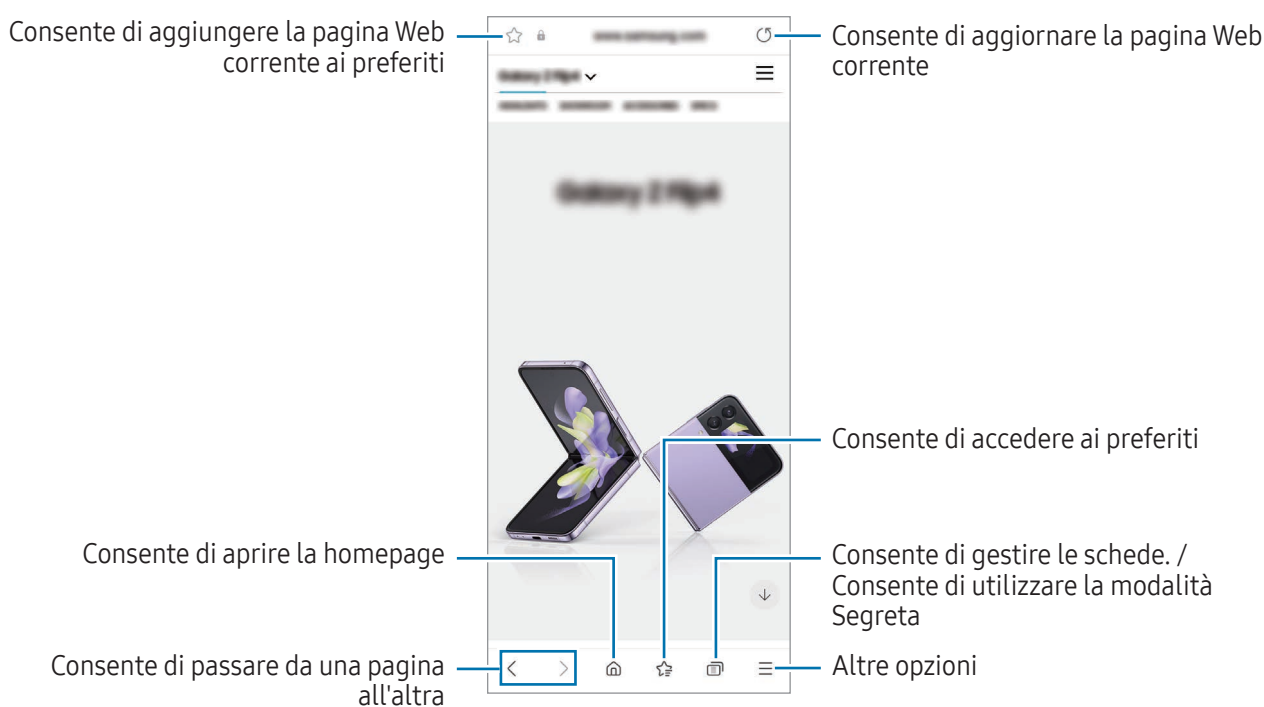 Consente di aggiungere la pagina Web
corrente ai preferiti
Consente di aggiornare la pagina Web
corrente
Galaxy Z Flip4
Consente di accedere ai preferiti
Consente di aprire la homepage
Consente di gestire le schede. /
Consente di utilizzare la modalità
Segreta
Consente di passare da una pagina
all'altra
Altre opzioni